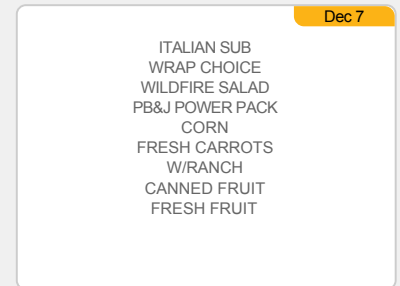 Dec 7
ITALIAN SUB
WRAP CHOICE
WILDFIRE SALAD
PB&J POWER PACK
CORN
FRESH CARROTS
W/RANCH
CANNED FRUIT
FRESH FRUIT